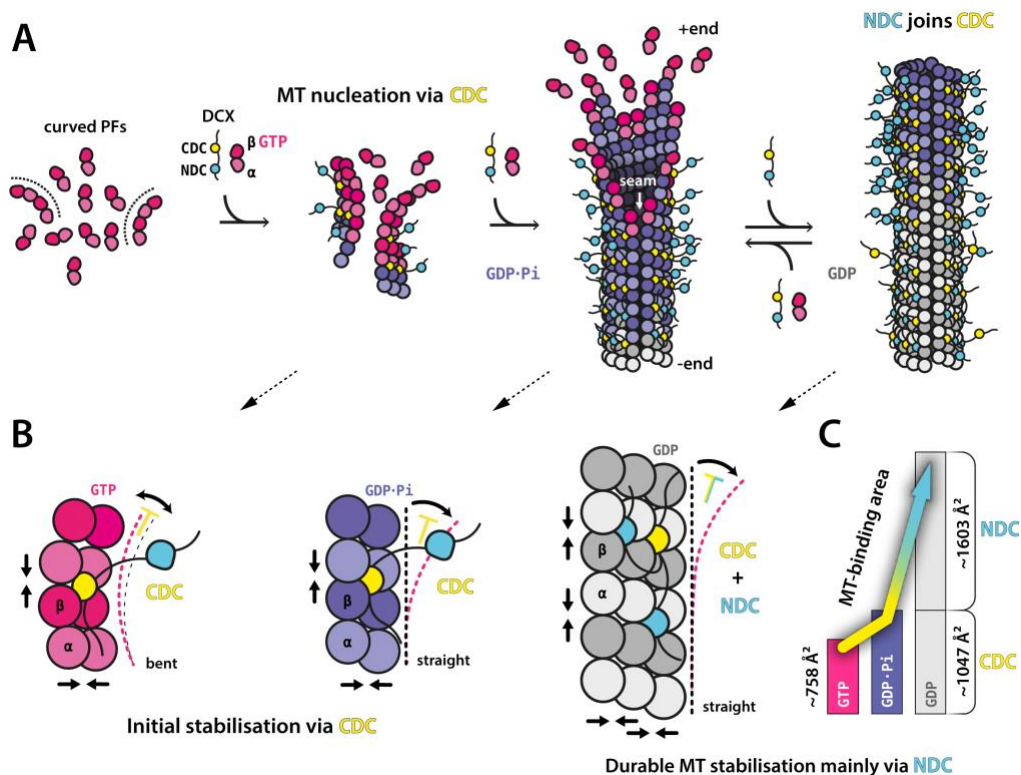 A
NDC joins CDC
+end
MT nucleation via CDC
DCX
curved PFs
CDC
β GTP
NDC
α
seam
GDP·Pi
GDP
-end
B
C
GTP
CDC
β
α
bent
GDP·Pi
CDC
β
α
straight
Initial stabilisation via CDC
GDP
β
α
CDC
+
NDC
straight
Durable MT stabilisation mainly via NDC
MT-binding area
~758 Å²
GTP
GDP·Pi
GDP
~1603 Å²
NDC
~1047 Å²
CDC